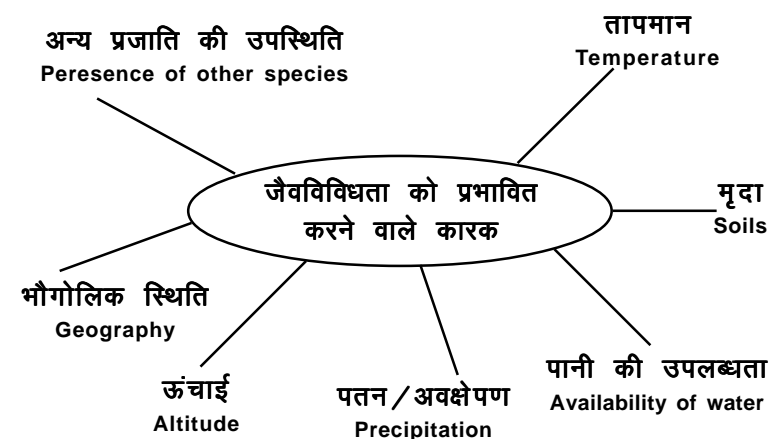 अन्य प्रजाति की उपस्थिति
Peresence of other species
तापमान
Temperature
जैवविविधता को प्रभावित
करने वाले कारक
मृदा
Soils
भौगोलिक स्थिति
Geography
ऊंचाई
Altitude
पतन/अवक्षेपण
Precipitation
पानी की उपलब्धता
Availability of water